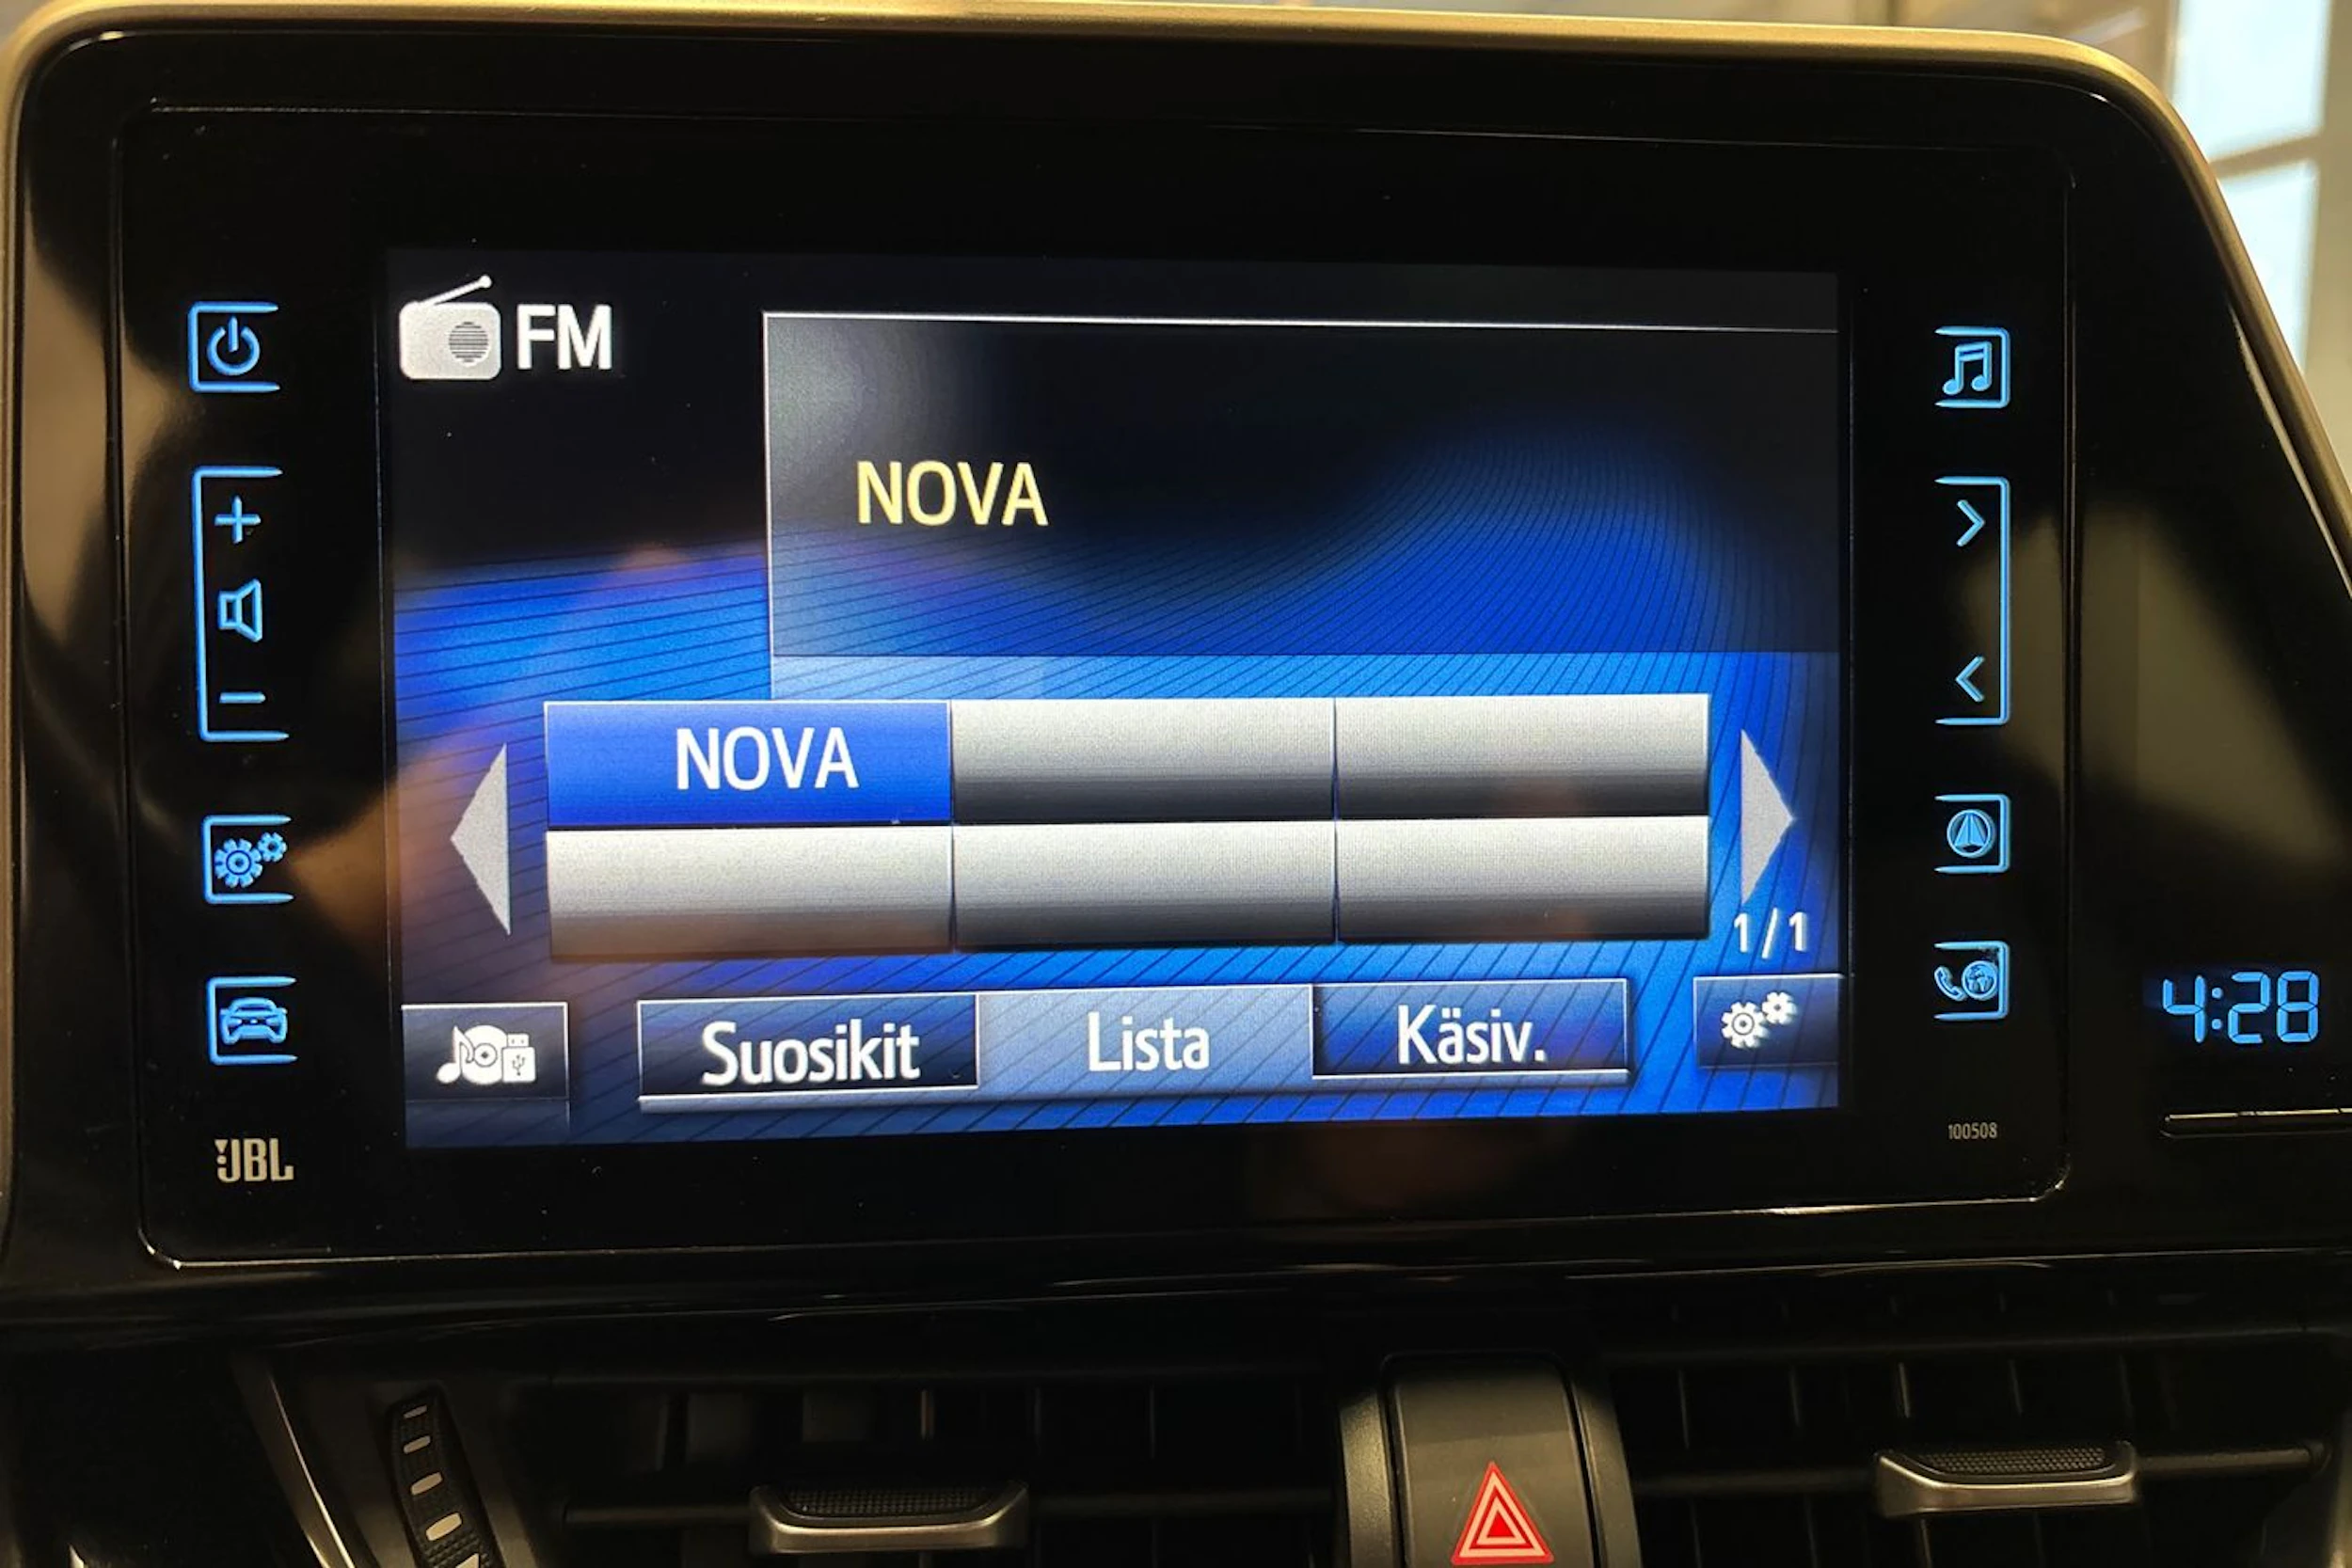 FM
NOVA
NOVA
1/1
Suosikit Lista Käsiv.
4:28
JBL
100508